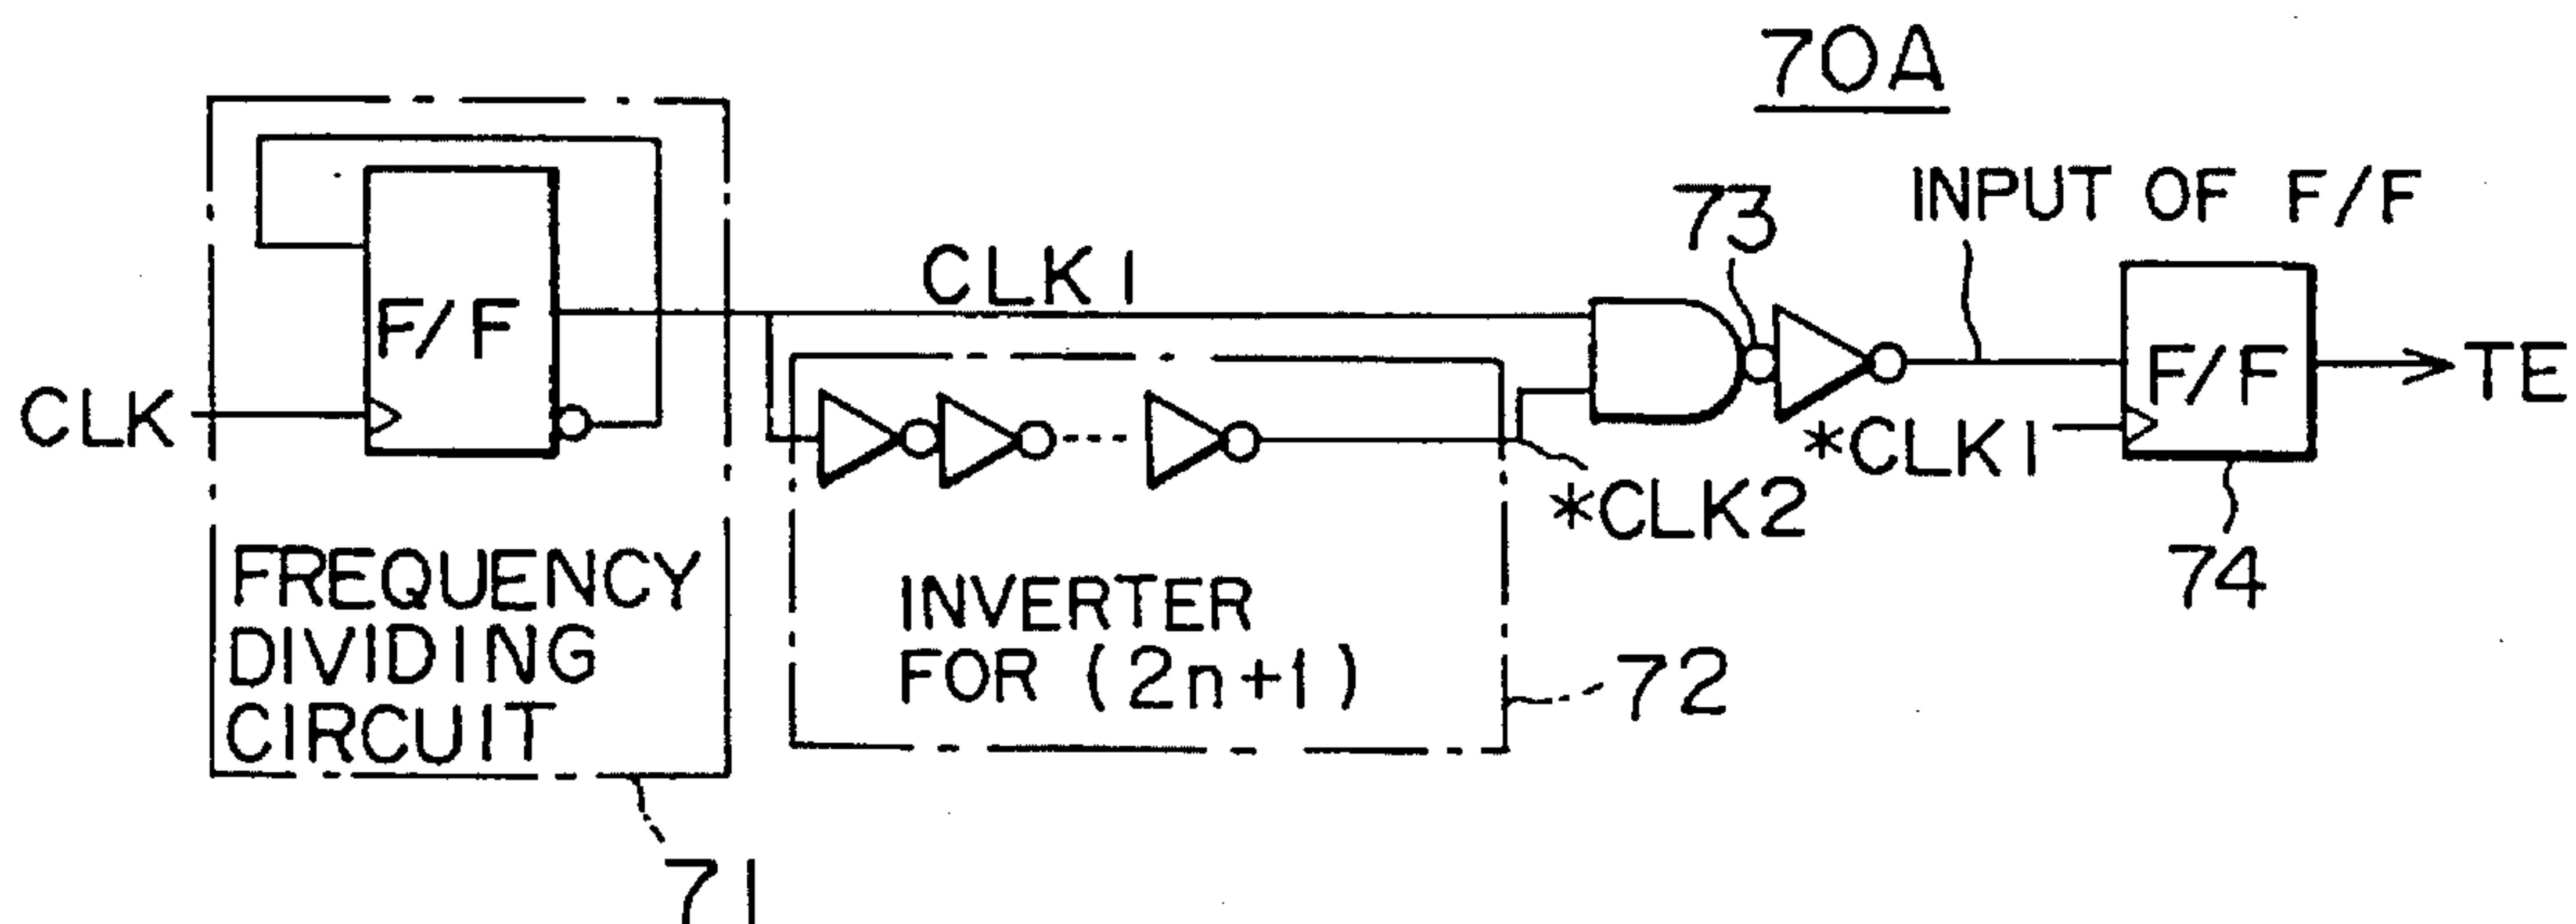 70A
INPUT OF F/F
73
CLK1
F/F
F/F
TE
CLK
*CLK1
*CLK2
74
FREQUENCY
DIVIDING
CIRCUIT
INVERTER
FOR (2n+1)
72
71